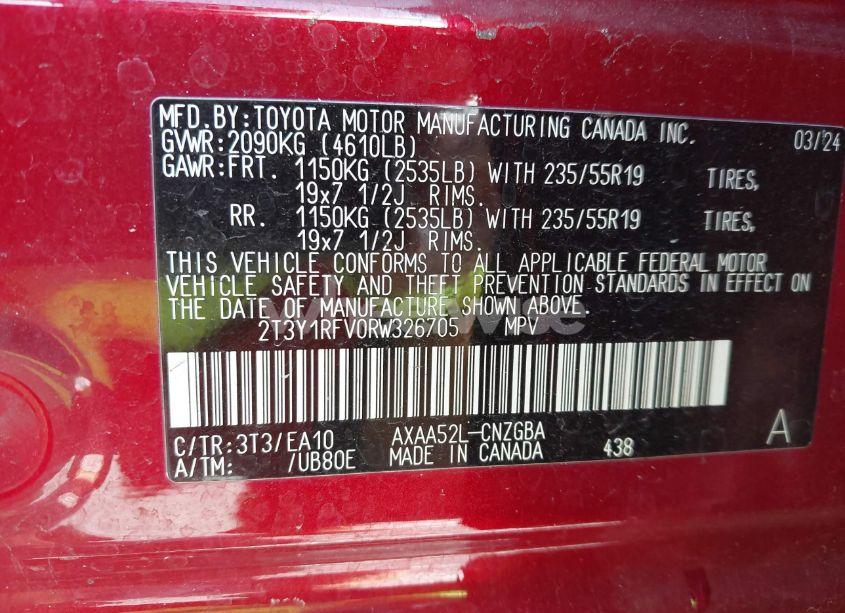 MFD.BY:TOYOTA MOTOR MANUFACTURING CANADA INC. 03/24
GVWR:2090KG (4610LB)
GAWR:FRT. 1150KG (2535LB) WITH 235/55R19 TIRES,
19x7 1/2J RIMS.
RR. 1150KG (2535LB) WITH 235/55R19 TIRES,
19x7 1/2J RIMS.
THIS VEHICLE CONFORMS TO ALL APPLICABLE FEDERAL MOTOR
VEHICLE SAFETY AND THEFT PREVENTION STANDARDS IN EFFECT ON
THE DATE OF MANUFACTURE SHOWN ABOVE.
2T3Y1RFV0RW326705 MPV
C/TR:3T3/EA10 AXAA52L-CNZGBA 438 A
A/TM: /UB80E MADE IN CANADA